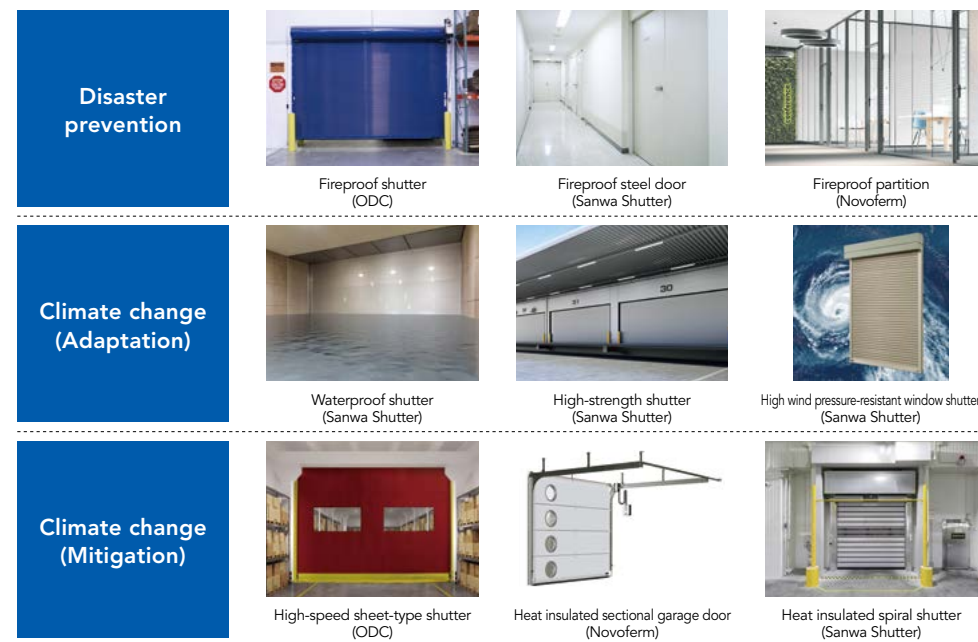 Disaster
prevention
Fireproof shutter
(ODC)
Fireproof steel door
(Sanwa Shutter)
Fireproof partition
(Novoferm)
Climate change
(Adaptation)
31
30
Waterproof shutter
(Sanwa Shutter)
High-strength shutter
(Sanwa Shutter)
High wind pressure-resistant window shutter
(Sanwa Shutter)
Climate change
(Mitigation)
High-speed sheet-type shutter
(ODC)
Heat insulated sectional garage door
(Novoferm)
Heat insulated spiral shutter
(Sanwa Shutter)